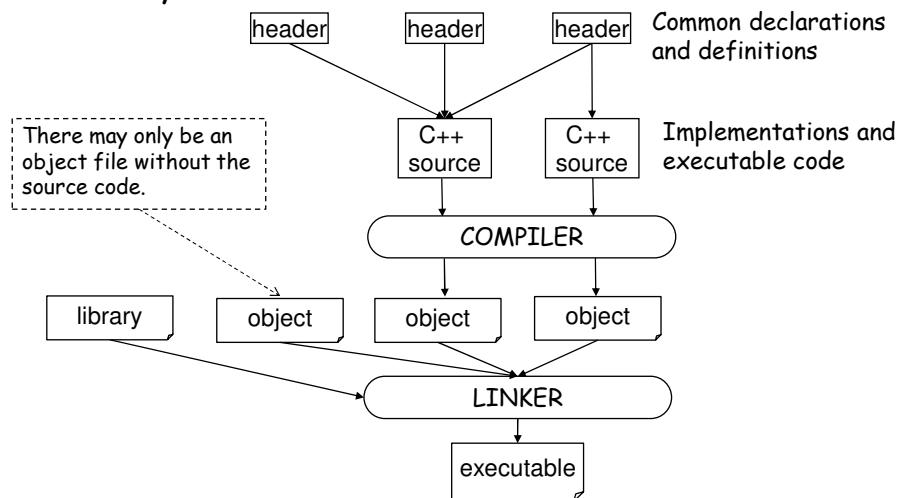 header header header Common declarations
and definitions
There may only be an
object file without the
source code.
C++
source
C++
source
Implementations and
executable code
COMPILER
library object object object
LINKER
executable